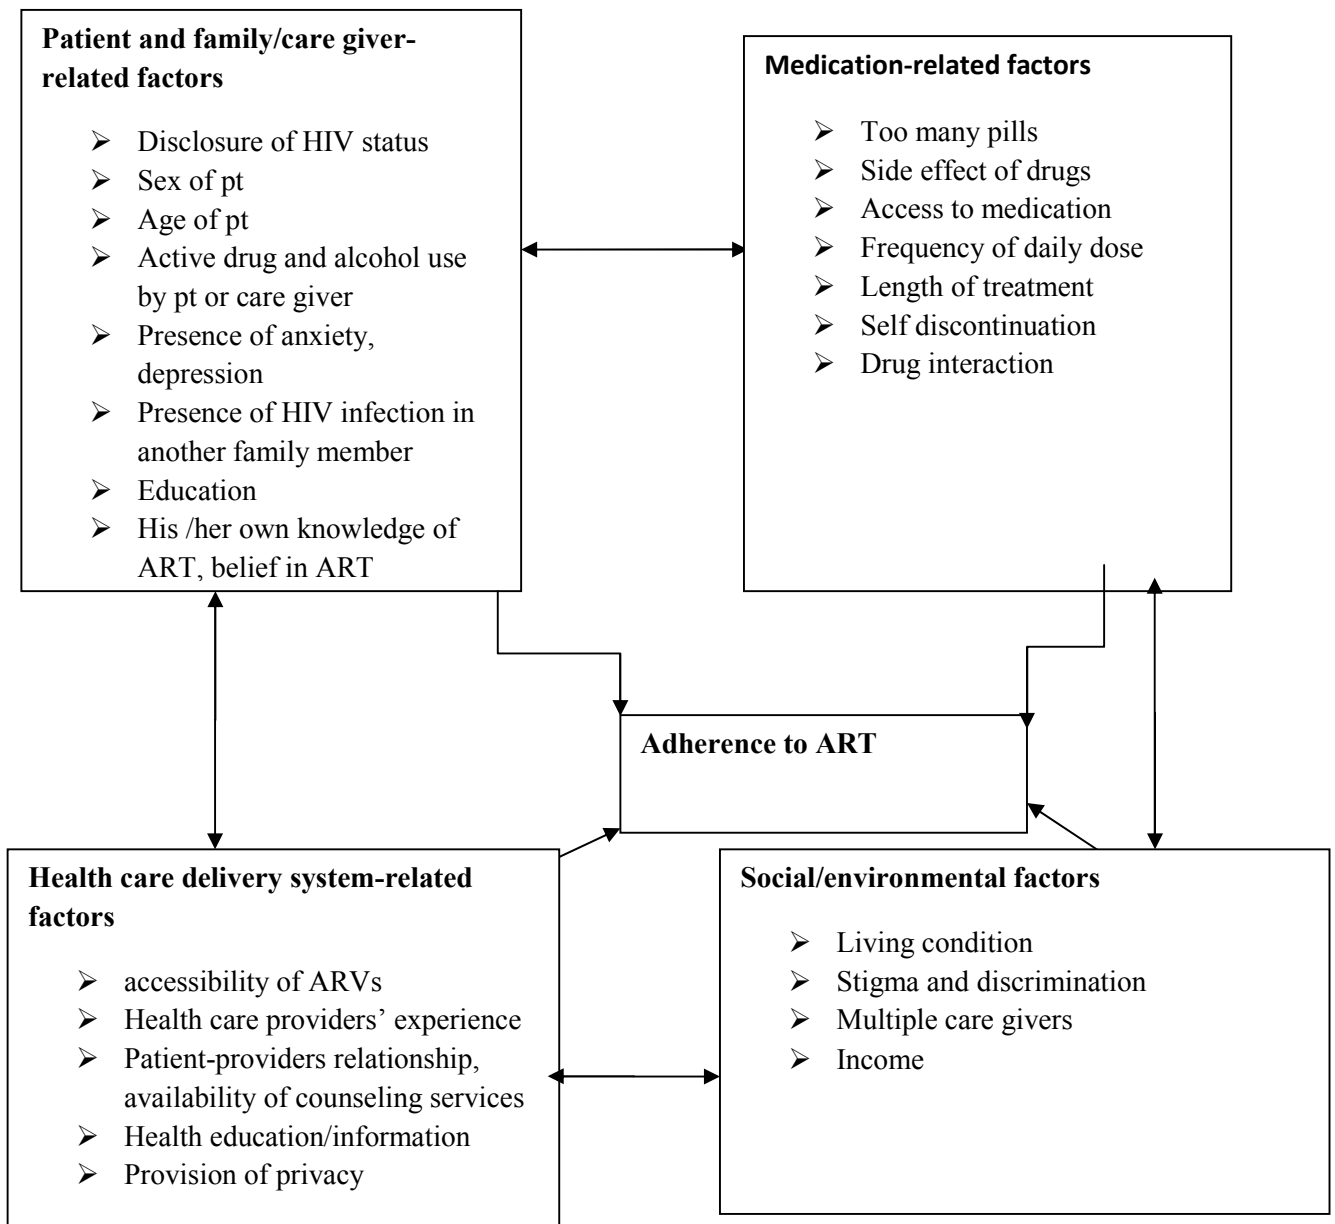 Patient and family/care giver-
related factors
➢ Disclosure of HIV status
➢ Sex of pt
➢ Age of pt
➢ Active drug and alcohol use
by pt or care giver
➢ Presence of anxiety,
depression
➢ Presence of HIV infection in
another family member
➢ Education
➢ His /her own knowledge of
ART, belief in ART
Medication-related factors
➢ Too many pills
➢ Side effect of drugs
➢ Access to medication
➢ Frequency of daily dose
➢ Length of treatment
➢ Self discontinuation
➢ Drug interaction
Adherence to ART
Health care delivery system-related
factors
➢ accessibility of ARVs
➢ Health care providers’ experience
➢ Patient-providers relationship,
availability of counseling services
➢ Health education/information
➢ Provision of privacy
Social/environmental factors
➢ Living condition
➢ Stigma and discrimination
➢ Multiple care givers
➢ Income